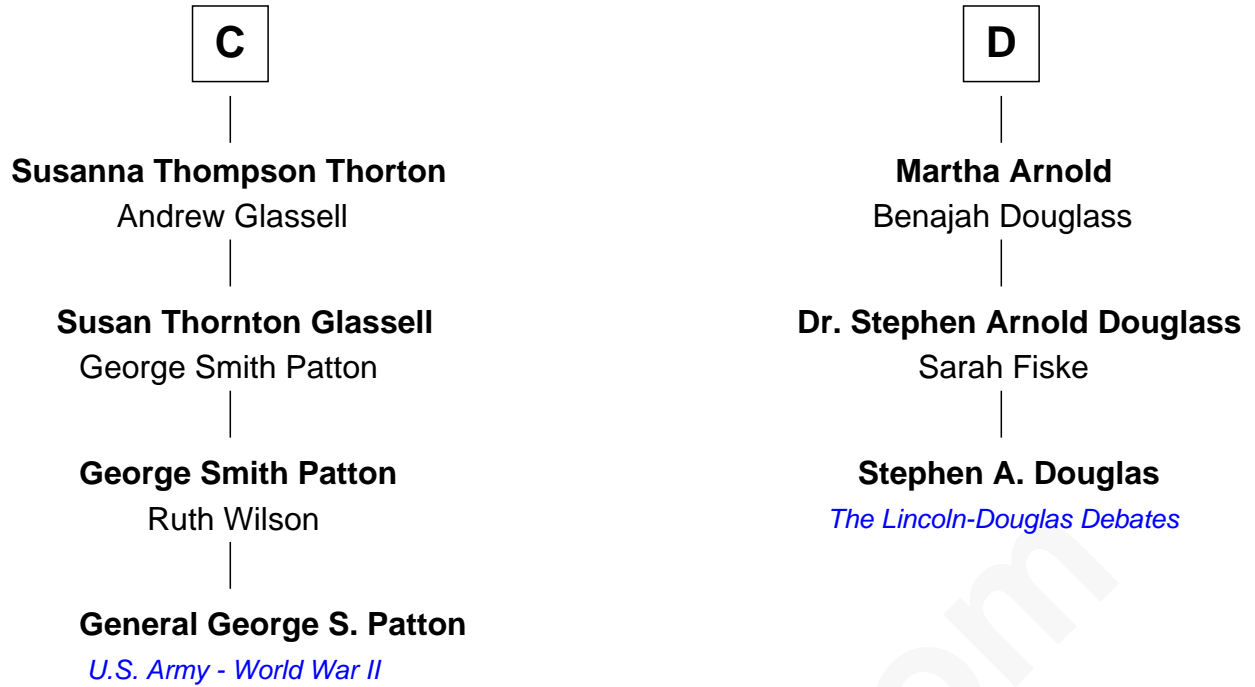 C
Susanna Thompson Thorton
Andrew Glassell
Susan Thornton Glassell
George Smith Patton
George Smith Patton
Ruth Wilson
General George S. Patton
U.S. Army - World War II
D
Martha Arnold
Benajah Douglass
Dr. Stephen Arnold Douglass
Sarah Fiske
Stephen A. Douglas
The Lincoln-Douglas Debates
om